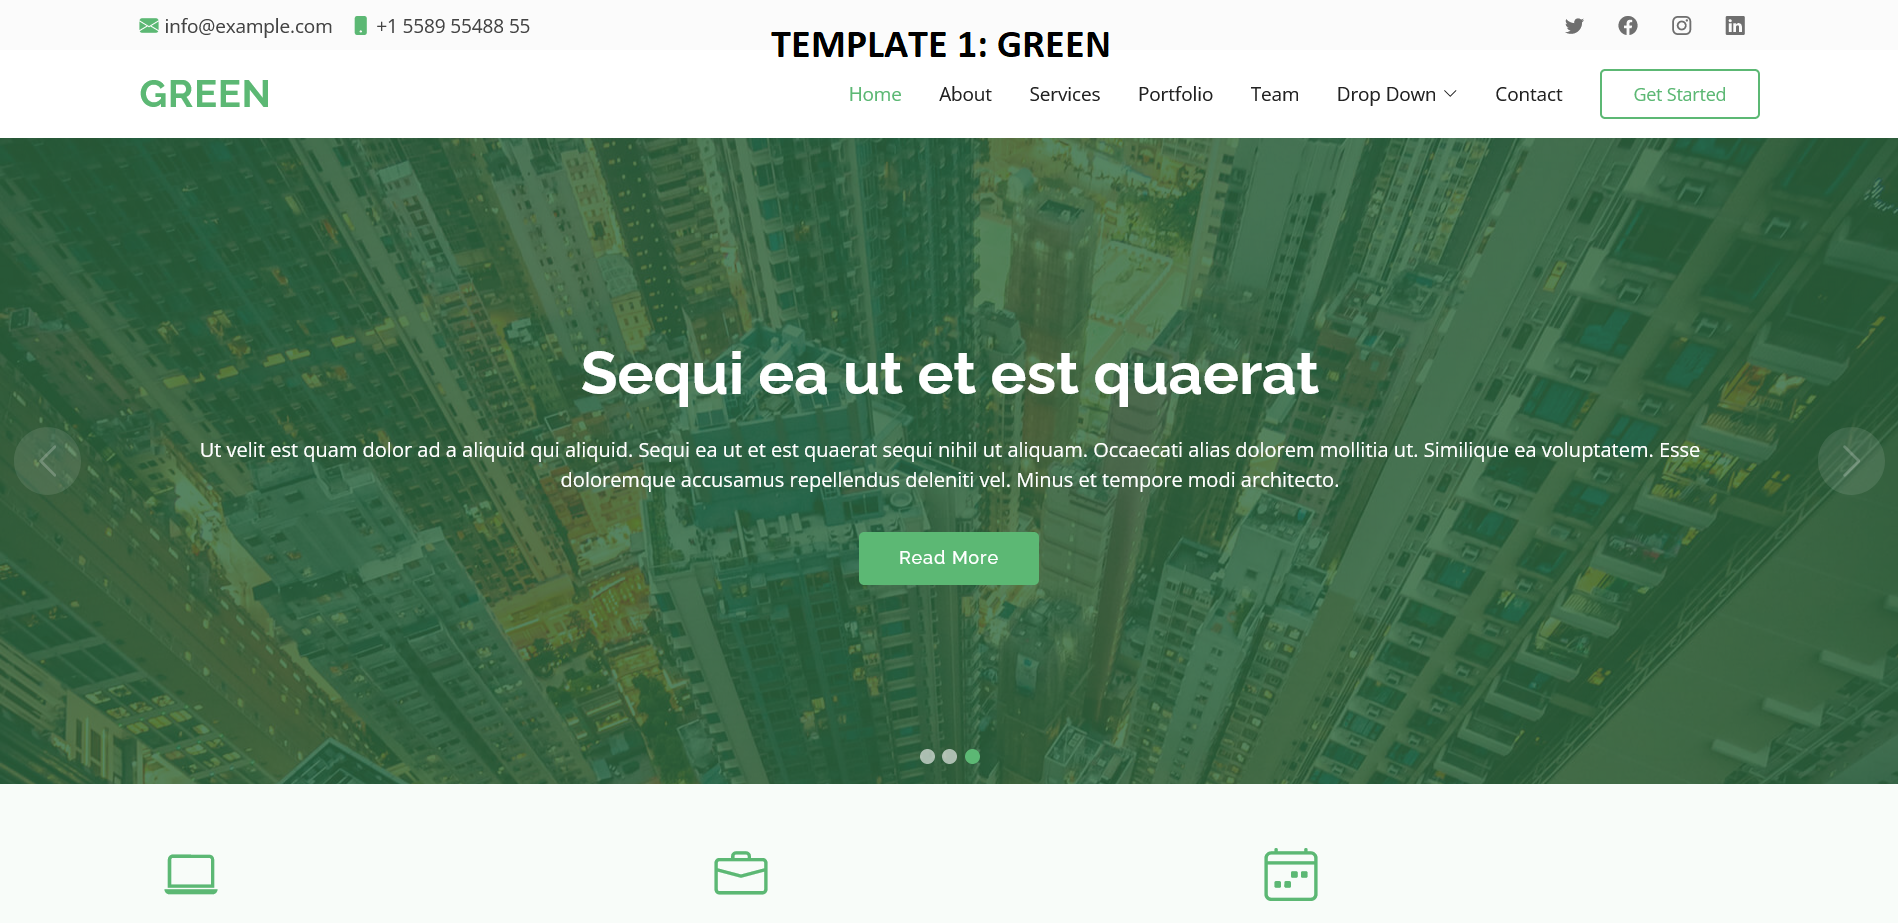 info@example.com +1 5589 55488 55
TEMPLATE 1: GREEN
GREEN
Home About Services Portfolio Team Drop Down Contact Get Started
Sequi ea ut et est quaerat
Ut velit est quam dolor ad a aliquid qui aliquid. Sequi ea ut et est quaerat sequi nihil ut aliquam. Occaecati alias dolorem mollitia ut. Similique ea voluptatem. Esse
doloremque accusamus repellendus deleniti vel. Minus et tempore modi architecto.
Read More